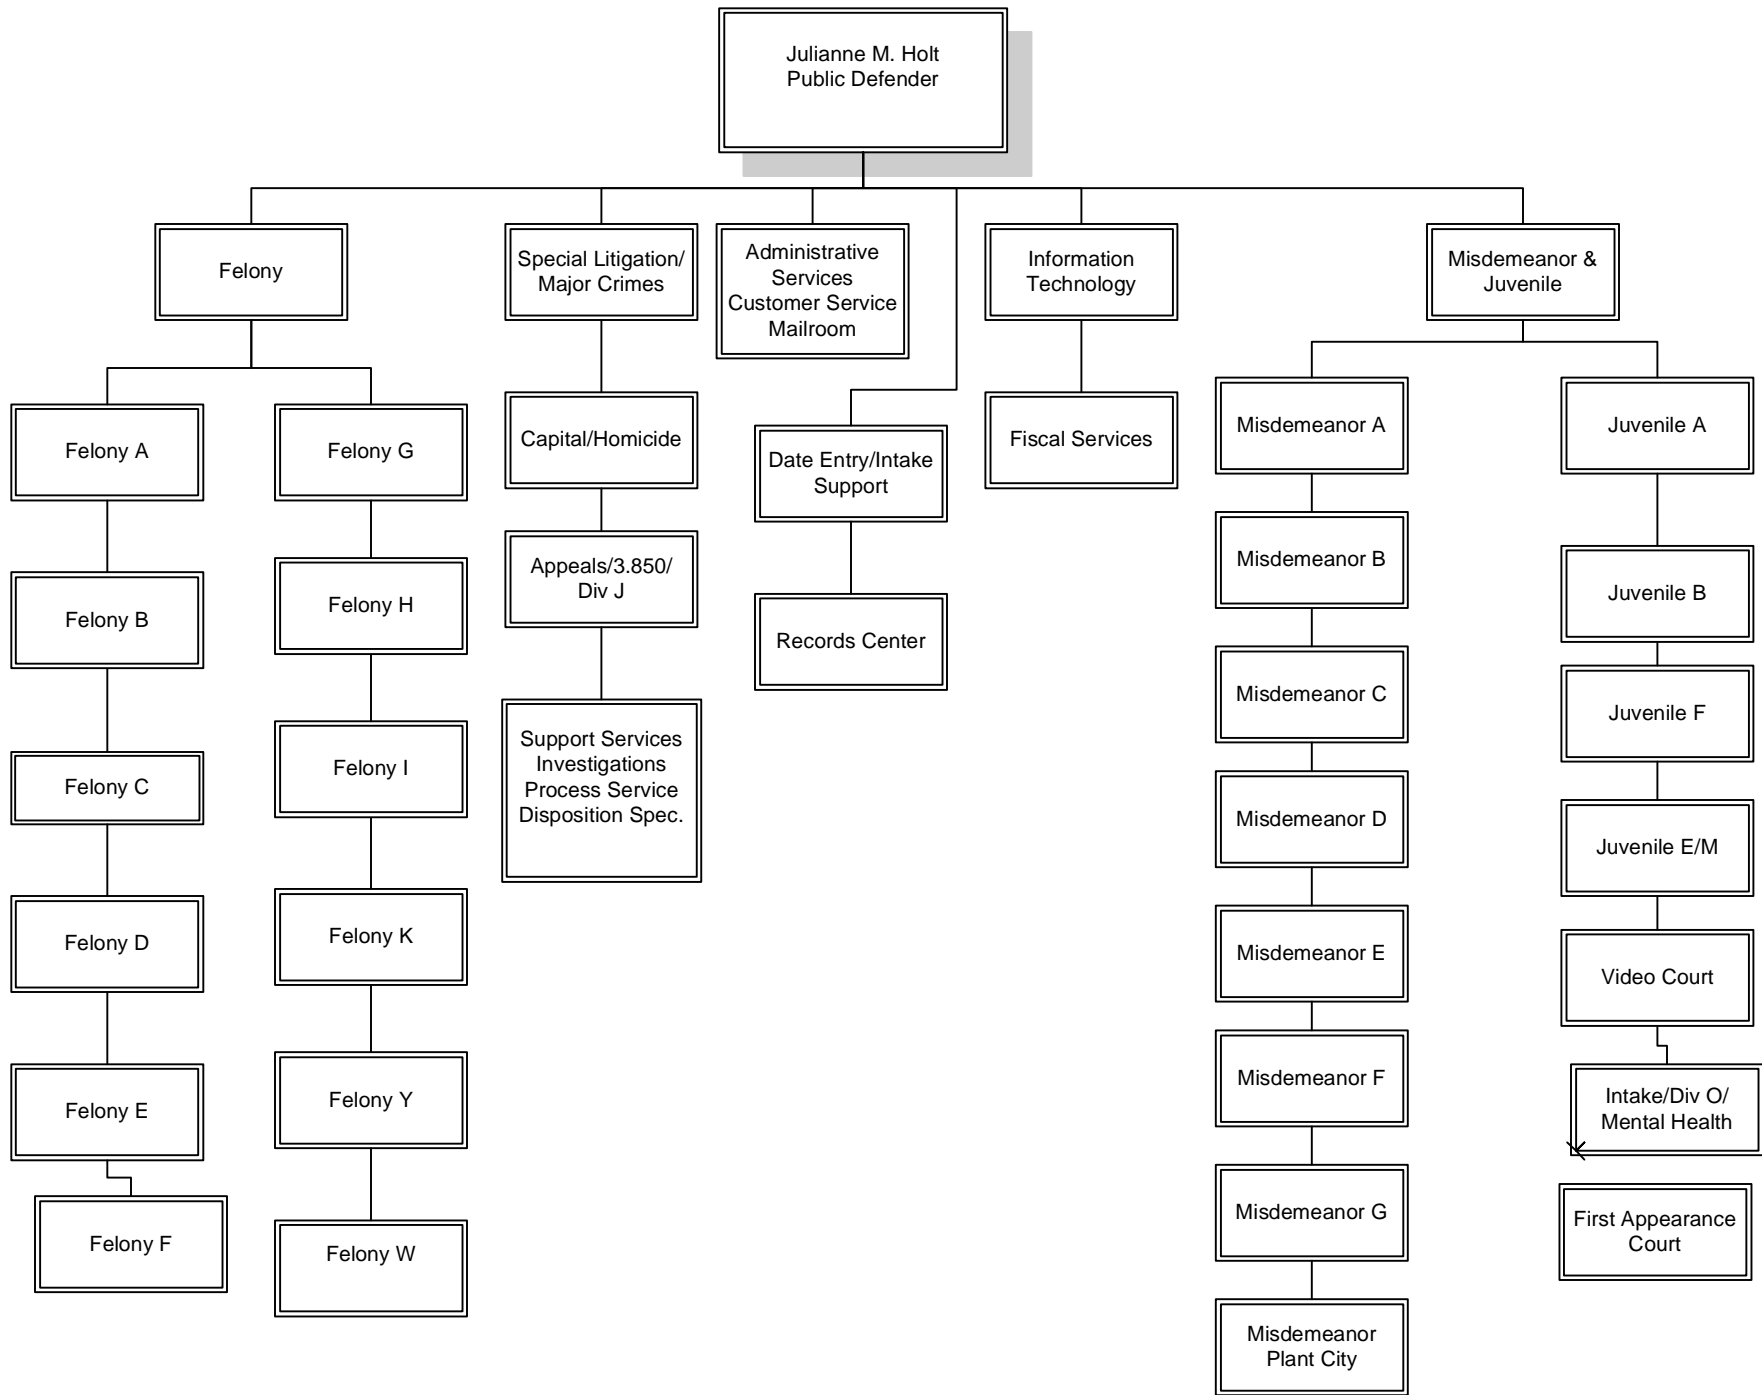 Julianne M. Holt
Public Defender
Felony
Special Litigation/
Major Crimes
Administrative
Services
Customer Service
Mailroom
Information
Technology
Misdemeanor &
Juvenile
Felony A
Felony B
Felony C
Felony D
Felony E
Felony F
Felony G
Felony H
Felony I
Felony K
Felony Y
Felony W
Capital/Homicide
Appeals/3.850/
Div J
Support Services
Investigations
Process Service
Disposition Spec.
Date Entry/Intake
Support
Records Center
Fiscal Services
Misdemeanor A
Misdemeanor B
Misdemeanor C
Misdemeanor D
Misdemeanor E
Misdemeanor F
Misdemeanor G
Misdemeanor
Plant City
Juvenile A
Juvenile B
Juvenile F
Juvenile E/M
Video Court
Intake/Div O/
Mental Health
First Appearance
Court